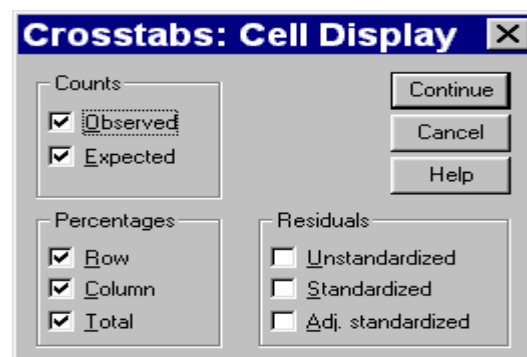 Crosstabs: Cell Display
Counts
Observed
Expected
Continue
Cancel
Help
Percentages
Row
Column
Total
Residuals
Unstandardized
Standardized
Adj. standardized